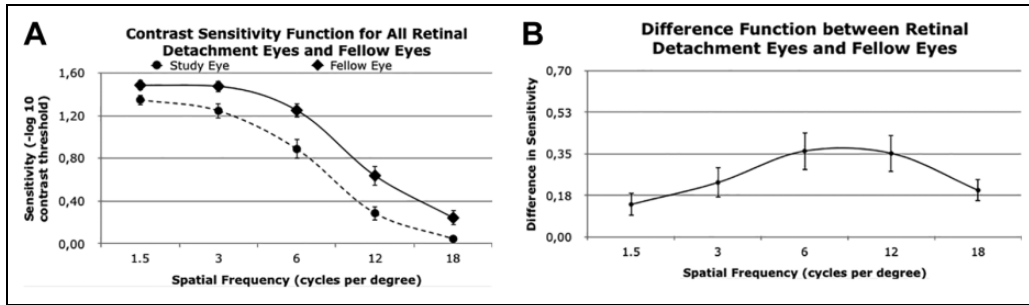 A
Contrast Sensitivity Function for All Retinal
Detachment Eyes and Fellow Eyes
Study Eye
Fellow Eye
Sensitivity (-log 10
contrast threshold)
1,60
1,20
0,80
0,40
0,00
1.5 3 6 12 18
Spatial Frequency (cycles per degree)
B
Difference Function between Retinal
Detachment Eyes and Fellow Eyes
Difference in Sensitivity
0,70
0,53
0,35
0,18
0,00
1.5 3 6 12 18
Spatial Frequency (cycles per degree)